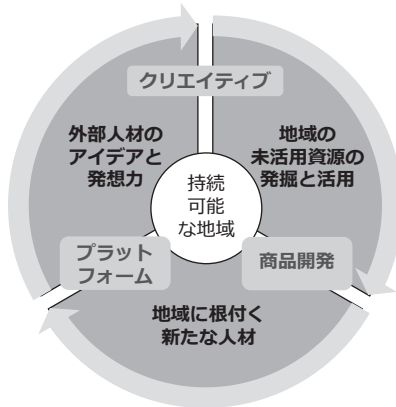 クリエイティブ
外部人材の
アイデアと
発想力
地域の
未活用資源の
発掘と活用
持続
可能
な地域
プラット
フォーム
商品開発
地域に根付く
新たな人材